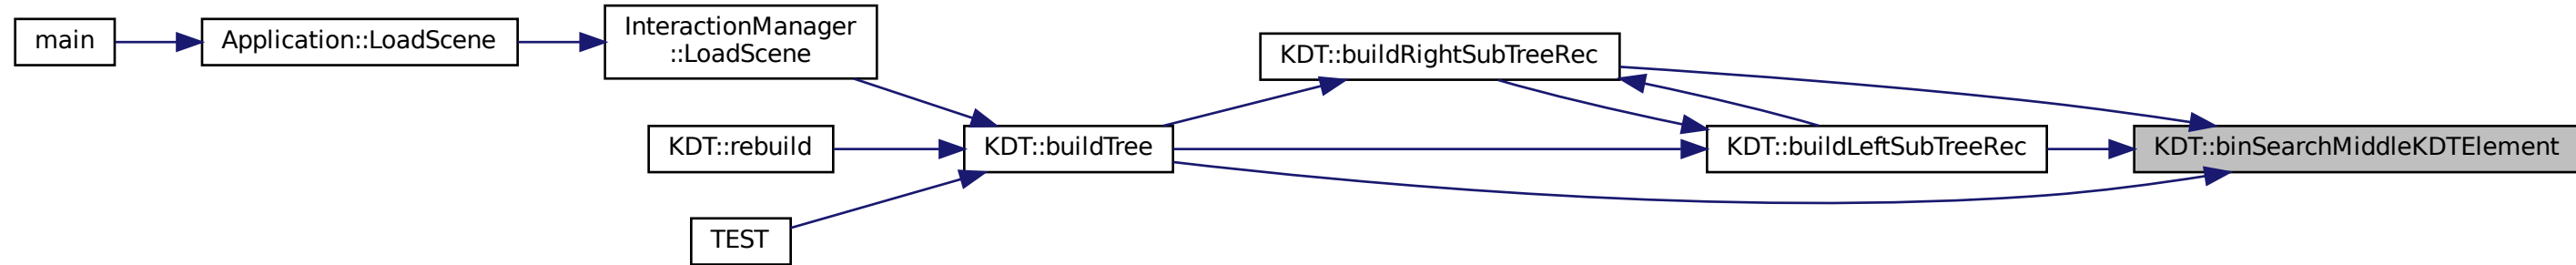 main
Application::LoadScene
InteractionManager
::LoadScene
KDT::rebuild
TEST
KDT::buildTree
KDT::buildRightSubTreeRec
KDT::buildLeftSubTreeRec
KDT::binSearchMiddleKDTElement